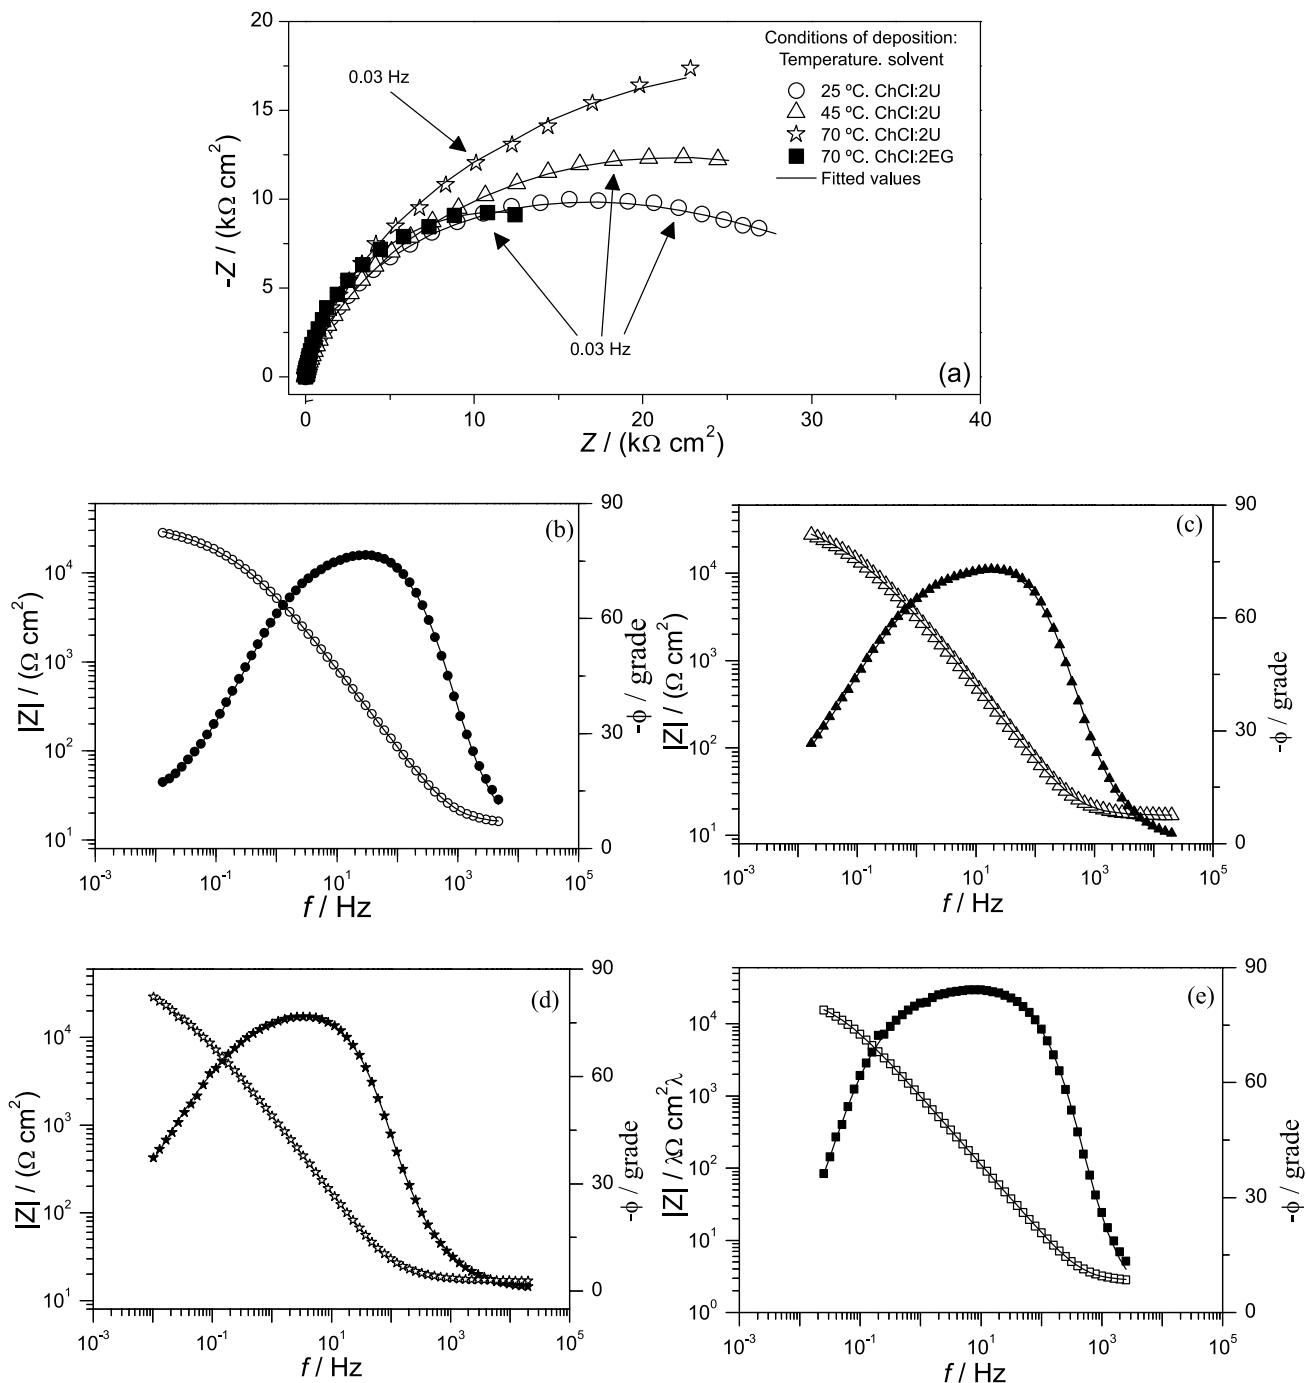 20
15
10
5
0
-Z / (kΩ cm²)
0.03 Hz
Conditions of deposition:
Temperature. solvent
25 ºC. ChCl:2U
45 ºC. ChCl:2U
70 ºC. ChCl:2U
70 ºC. ChCl:2EG
Fitted values
0.03 Hz
(a)
0 10 20 30 40
Z / (kΩ cm²)
(b)
90
60
30
0
-ϕ / grade
10⁴
10³
10²
10¹
|Z| / (Ω cm²)
10⁻³ 10⁻¹ 10¹ 10³ 10⁵
f / Hz
(c)
90
60
30
0
-ϕ / grade
10⁴
10³
10²
10¹
|Z| / (Ω cm²)
10⁻³ 10⁻¹ 10¹ 10³ 10⁵
f / Hz
(d)
90
60
30
0
-ϕ / grade
10⁴
10³
10²
10¹
|Z| / (Ω cm²)
10⁻³ 10⁻¹ 10¹ 10³ 10⁵
f / Hz
(e)
90
60
30
0
-ϕ / grade
10⁴
10³
10²
10¹
10⁰
|Z| / λΩ cm²λ
10⁻³ 10⁻¹ 10¹ 10³ 10⁵
f / Hz